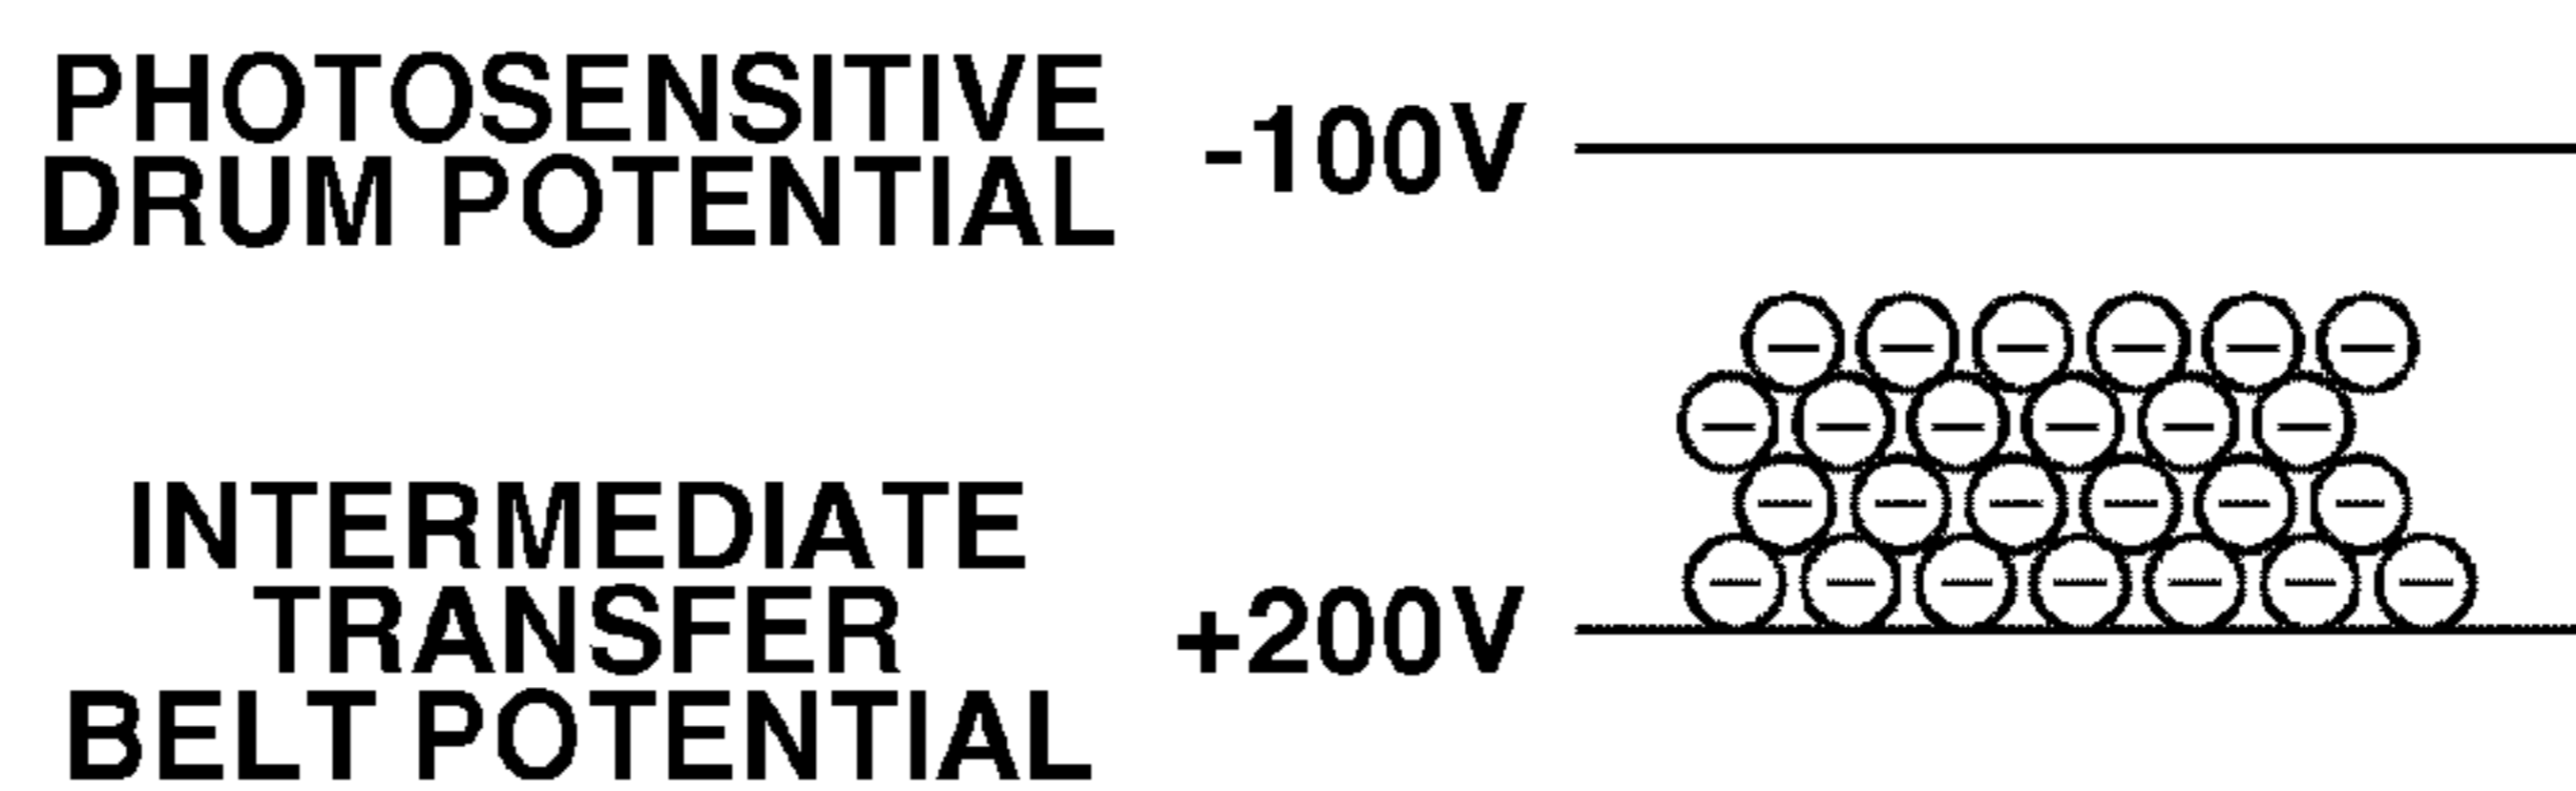 PHOTOSENSITIVE
DRUM POTENTIAL
-100V
INTERMEDIATE
TRANSFER
BELT POTENTIAL
+200V